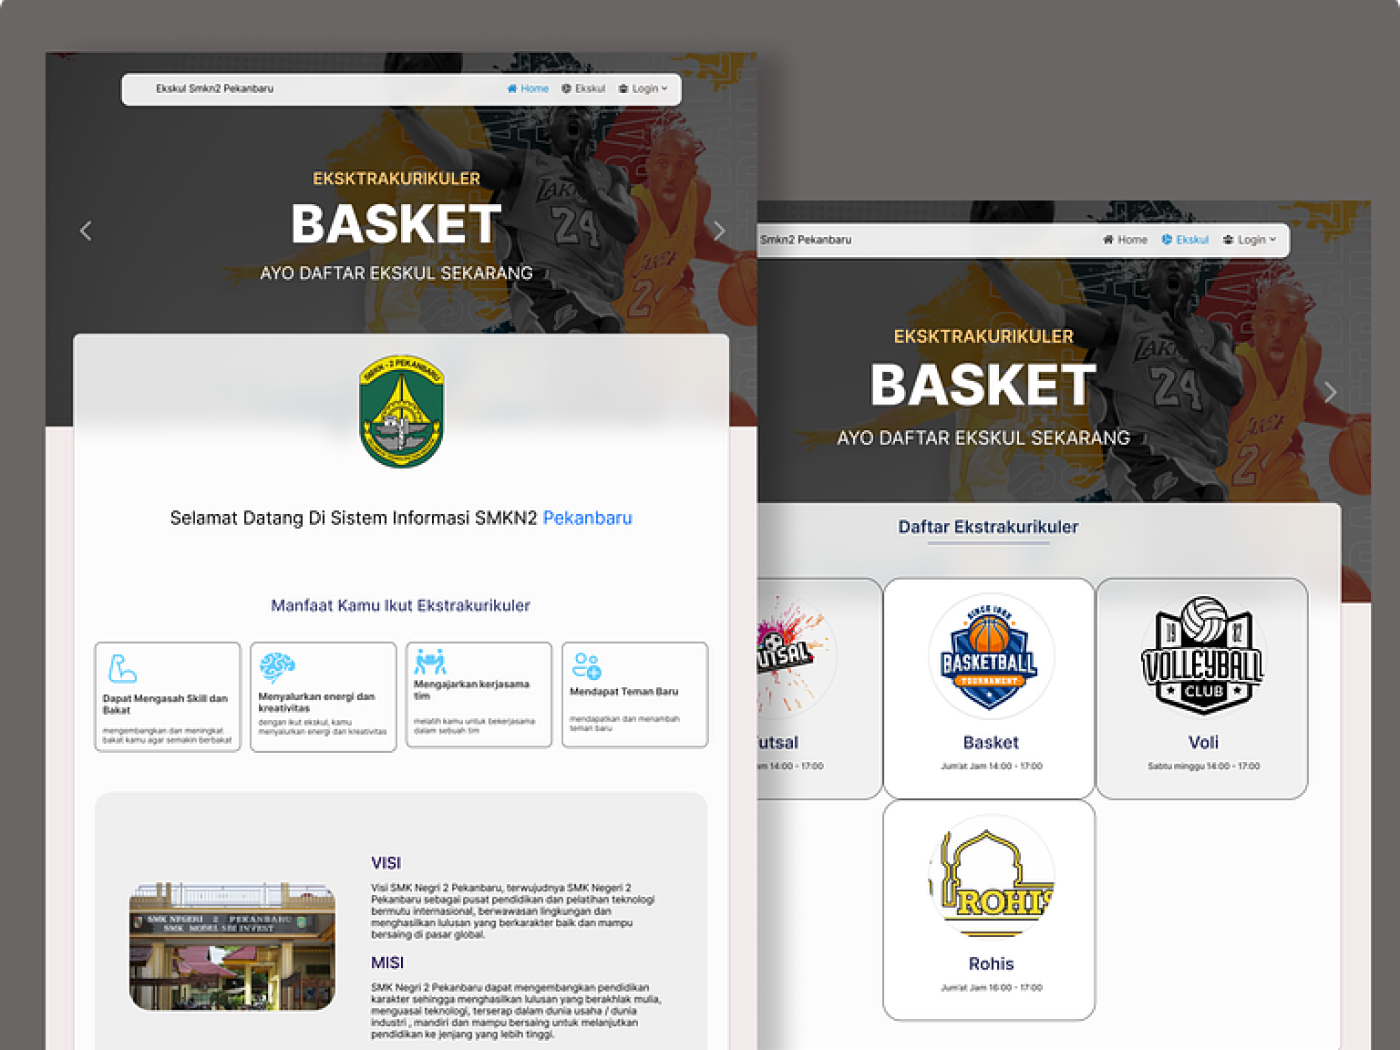 Ekskul Smkn2 Pekanbaru
Home
Ekskul
Login
EKSKTRAKURIKULER
BASKET
AYO DAFTAR EKSKUL SEKARANG
LAKERS
24
SMKN - 2 PEKANBARU
Selamat Datang Di Sistem Informasi SMKN2 Pekanbaru
Manfaat Kamu Ikut Ekstrakurikuler
Dapat Mengasah Skill dan
Bakat
mengembangkan dan meningkat
bakat kamu agar semakin berbakat
Menyalurkan energi dan
kreativitas
dengan ikut ekskul, kamu
menyalurkan energi dan kreativitas
Mengajarkan kerjasama
tim
melatih kamu untuk bekerjasama
dalam sebuah tim
Mendapat Teman Baru
mendapatkan dan menambah
teman baru
SMK NEGERI 2 PEKANBARU
SMK MODEL SBI INVEST
VISI
Visi SMK Negri 2 Pekanbaru, terwujudnya SMK Negeri 2
Pekanbaru sebagai pusat pendidikan dan pelatihan teknologi
bermutu internasional, berwawasan lingkungan dan
menghasilkan lulusan yang berkarakter baik dan mampu
bersaing di pasar global.
MISI
SMK Negri 2 Pekanbaru dapat mengembangkan pendidikan
karakter sehingga menghasilkan lulusan yang berakhlak mulia,
menguasai teknologi, terserap dalam dunia usaha / dunia
industri , mandiri dan mampu bersaing untuk melanjutkan
pendidikan ke jenjang yang lebih tinggi.
Smkn2 Pekanbaru
Home
Ekskul
Login
EKSKTRAKURIKULER
BASKET
AYO DAFTAR EKSKUL SEKARANG
24
Daftar Ekstrakurikuler
UTSAL
utsal
am 14:00 - 17:00
SINCE 1982
BASKETBALL
TOURNAMENT
Basket
Jum'at Jam 14:00 - 17:00
19 82
VOLLEYBALL
CLUB
Voli
Sabtu minggu 14:00 - 17:00
ROHIS
Rohis
Jum'at Jam 16:00 - 17:00